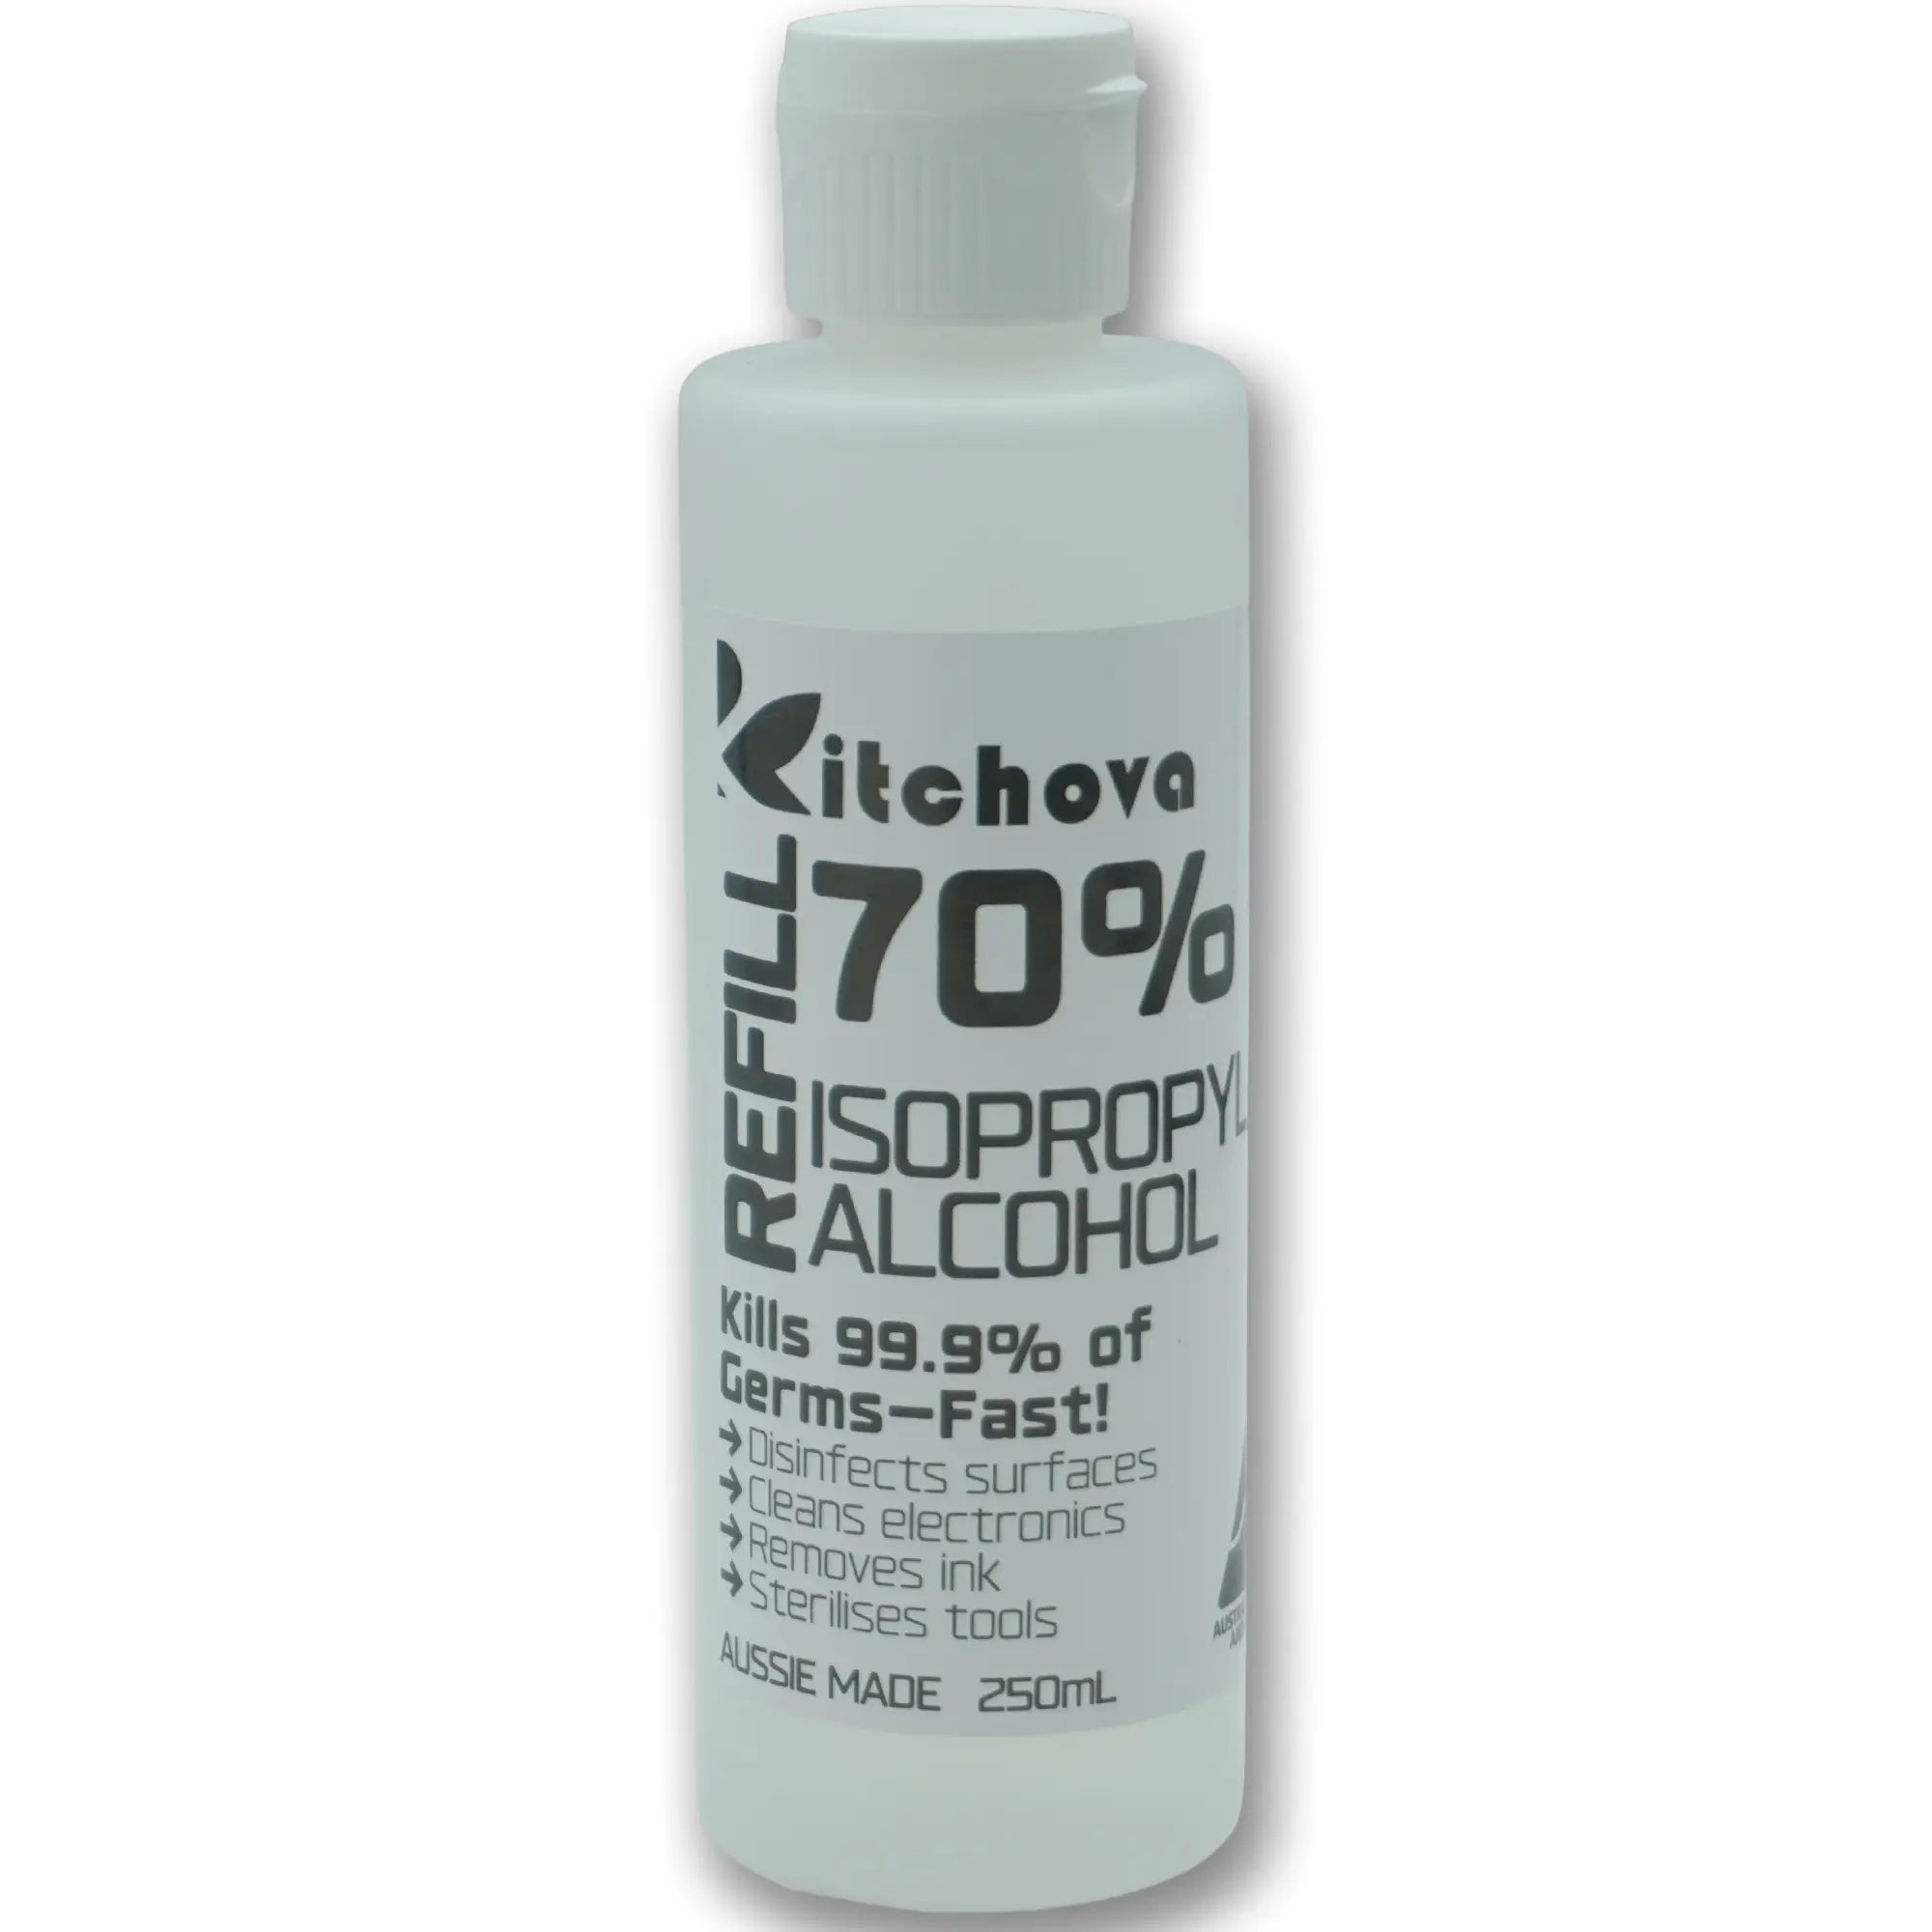 Kitchova
REFILL
70%
ISOPROPYL
ALCOHOL
Kills 99.9% of
Germs–Fast!
→ Disinfects surfaces
→ Cleans electronics
→ Removes ink
→ Sterilises tools
AUSSIE MADE 250mL